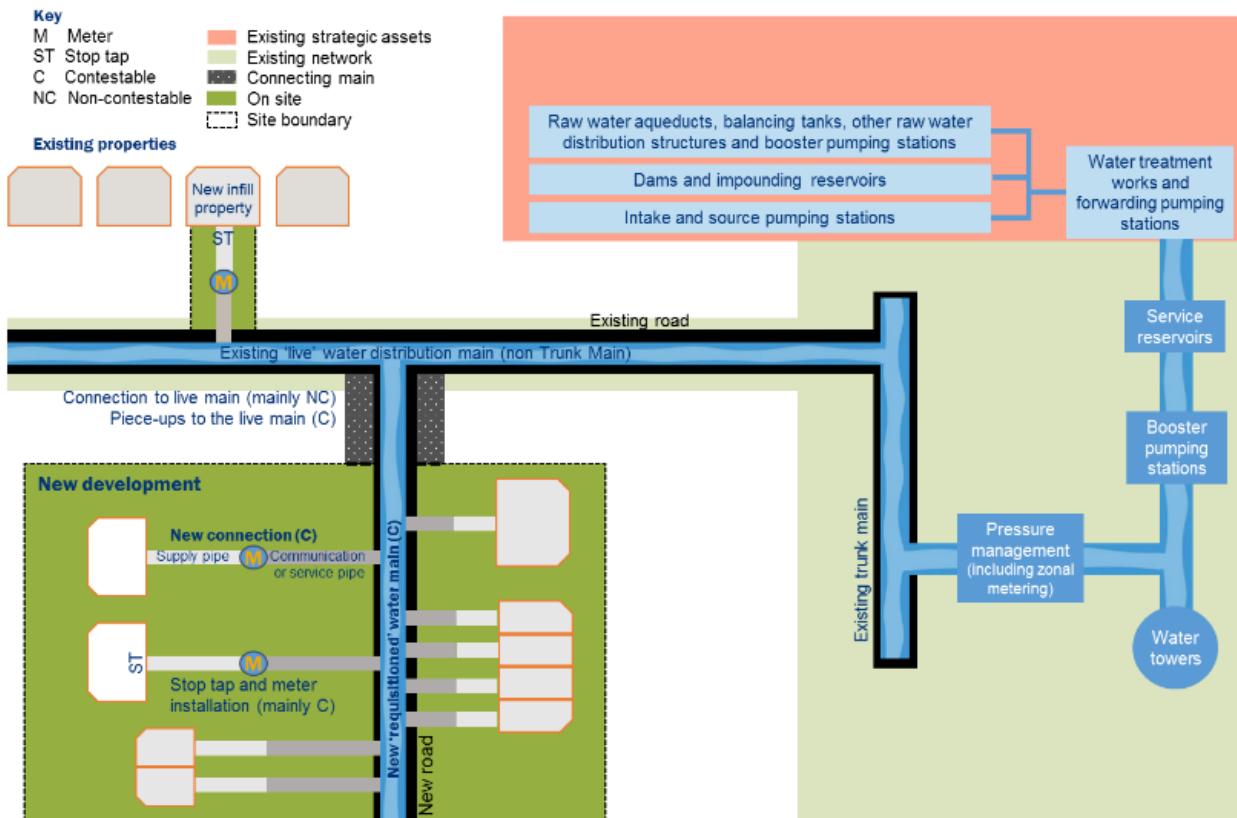 Key
M Meter
ST Stop tap
C Contestable
NC Non-contestable
Existing strategic assets
Existing network
Connecting main
On site
Site boundary
Existing properties
New infill
property
ST
M
Raw water aqueducts, balancing tanks, other raw water
distribution structures and booster pumping stations
Dams and impounding reservoirs
Intake and source pumping stations
Water treatment
works and
forwarding pumping
stations
Service
reservoirs
Booster
pumping
stations
Water
towers
Pressure
management
(including zonal
metering)
Existing trunk main
Existing road
Existing 'live' water distribution main (non Trunk Main)
Connection to live main (mainly NC)
Piece-ups to the live main (C)
New development
New connection (C)
Supply pipe
M
Communication
or service pipe
ST
M
Stop tap and meter
installation (mainly C)
New 'requisitioned' water main (C)
New road